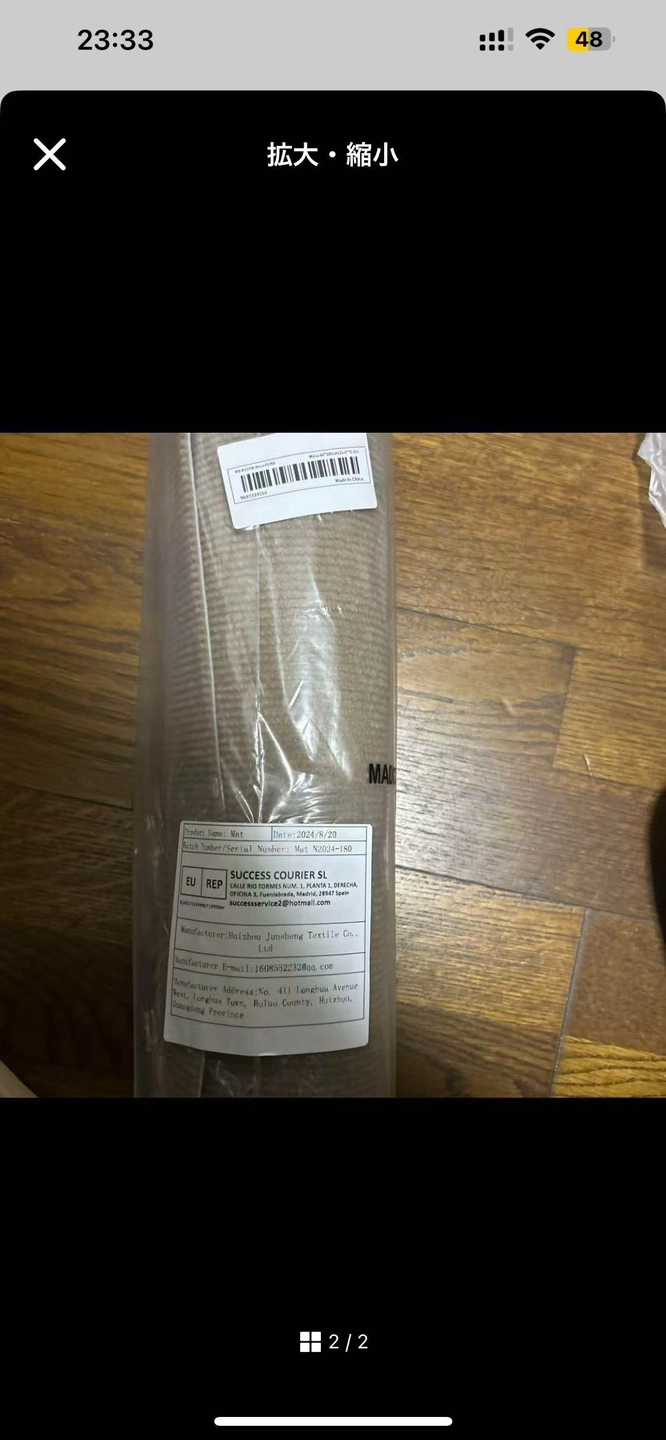 23:33
48
拡大・縮小
Made In China
MAD
Product Name: Mat
Date:2024/8/20
Batch Number/Serial Number: Mat N2024-180
EU REP
SUCCESS COURIER SL
CALLE RIO TORMES NUM. 1, PLANTA 1, DERECHA,
OFICINA 3, Fuenlabrada, Madrid, 28947 Spain
successservice2@hotmail.com
Manufacturer:Huizhou Junsheng Textile Co.,
Ltd
Manufacturer E-mail:1608552232@qq.com
Manufacturer Address:No. 411 Longhua Avenue
West, Longhua Town, Boluo County, Huizhou,
Guangdong Province
2 / 2